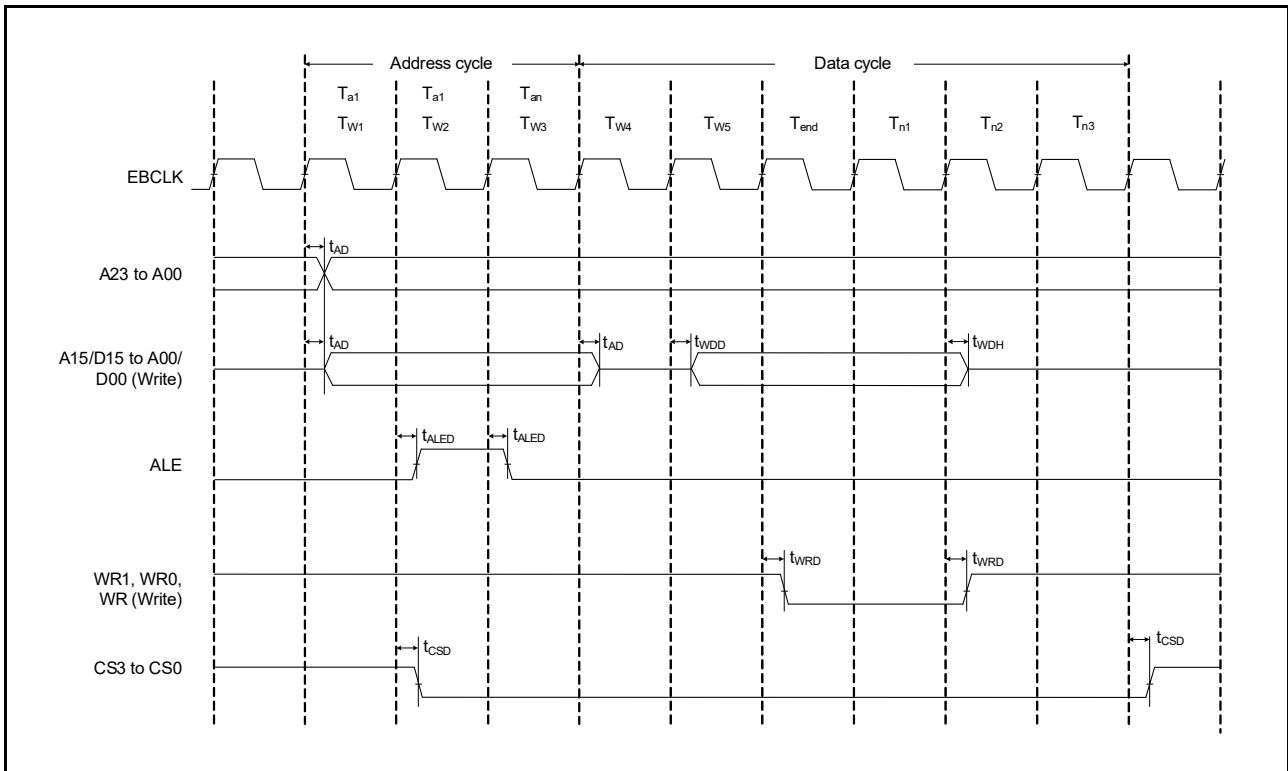 Address cycle Data cycle
Ta1 Ta1 Tan
TW1 TW2 TW3 TW4 TW5 Tend Tn1 Tn2 Tn3
EBCLK
tAD
A23 to A00
tAD tAD tWDD tWDH
A15/D15 to A00/
D00 (Write)
tALED tALED
ALE
tWRD tWRD
WR1, WR0,
WR (Write)
tCSD tCSD
CS3 to CS0